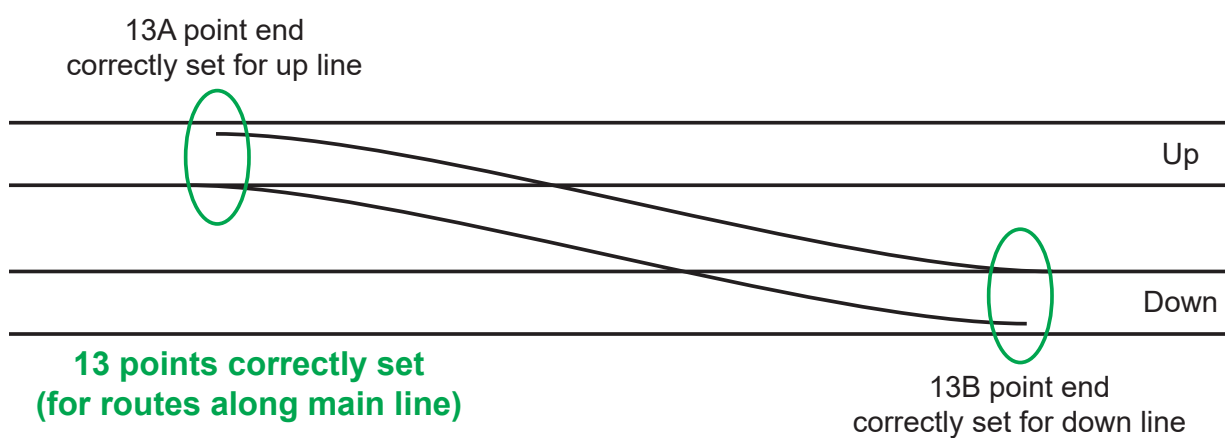 13A point end
correctly set for up line
Up
Down
13 points correctly set
(for routes along main line)
13B point end
correctly set for down line